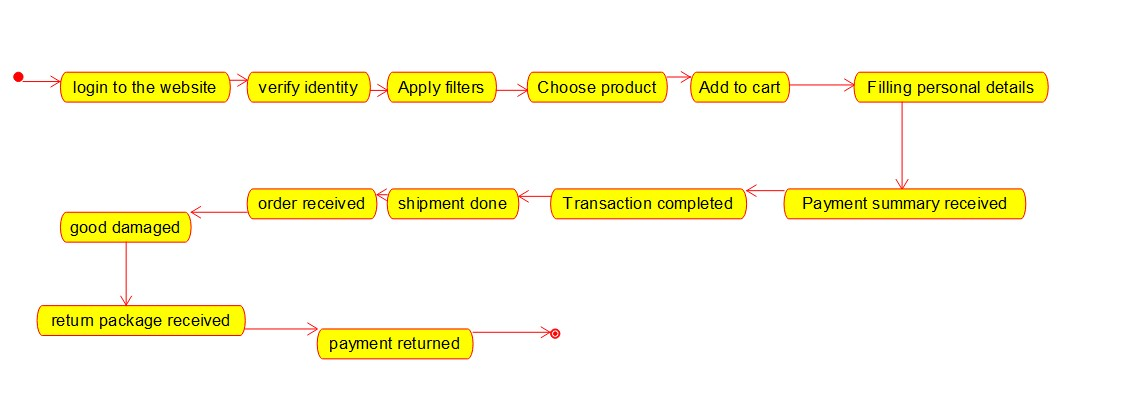 login to the website
verify identity
Apply filters
Choose product
Add to cart
Filling personal details
Payment summary received
Transaction completed
shipment done
order received
good damaged
return package received
payment returned